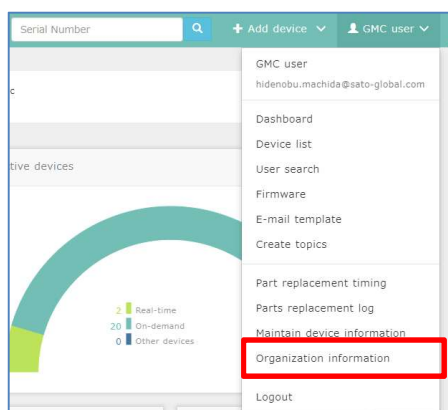 Serial Number
+ Add device
GMC user
GMC user
hidenobu.machida@sato-global.com
c
Dashboard
Device list
tive devices
User search
Firmware
E-mail template
Create topics
Part replacement timing
2 Real-time
Parts replacement log
20 On-demand
Maintain device information
0 Other devices
Organization information
Logout